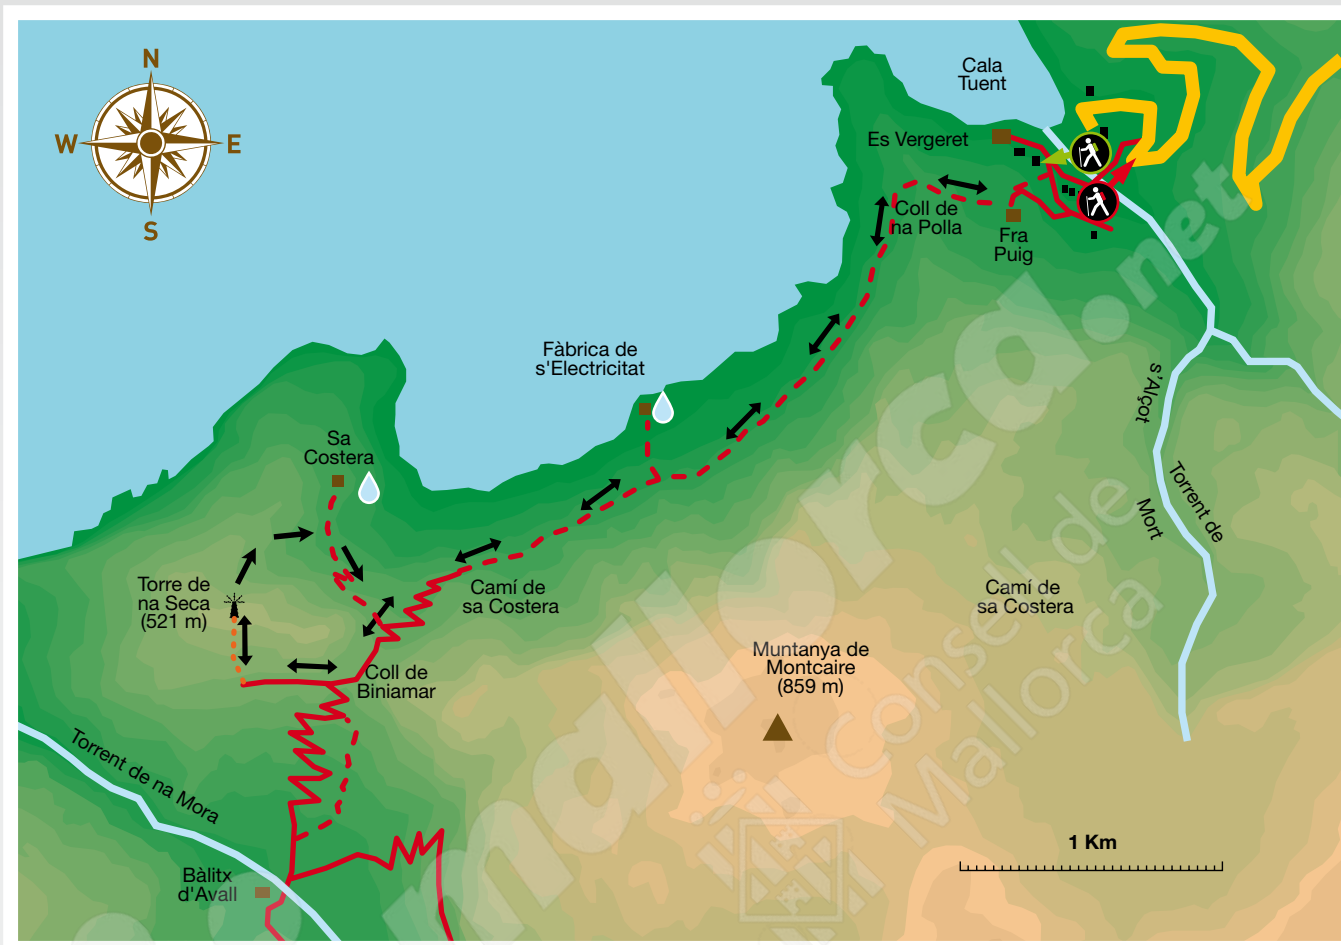 N
W
E
S
Cala
Tuent
Es Vergeret
Coll de
na Polla
Fra
Puig
Fàbrica de
s'Electricitat
s'Alçot
Sa
Costera
Torrent de
Mort
Torre de
na Seca
(521 m)
Camí de
sa Costera
Camí de
sa Costera
Coll de
Biniamar
Muntanya de
Montcaire
(859 m)
Torrent de na Mora
1 Km
Bàlitx
d'Avall
mallorca.net
Consell de
Mallorca